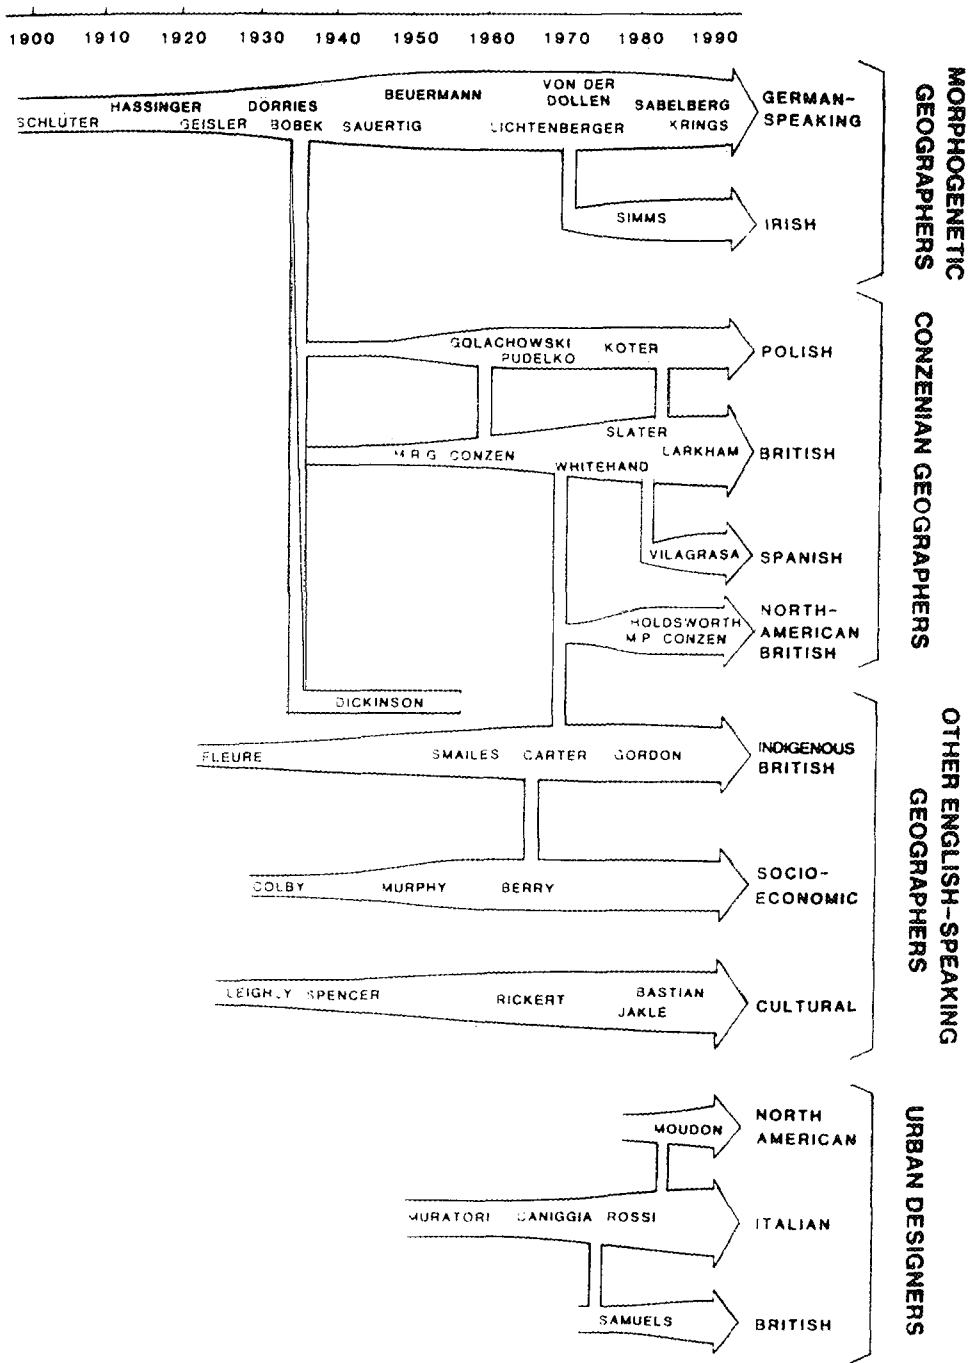 1900 1910 1920 1930 1940 1950 1960 1970 1980 1990
SCHLÜTER
HASSINGER
GEISLER
DÖRRIES
BOBEK
SAUERTIG
BEUERMANN
LICHTENBERGER
VON DER
DOLLEN
SABELBERG
KRINGS
GERMAN-
SPEAKING
SIMMS
IRISH
MORPHOGENETIC
GEOGRAPHERS
GOLACHOWSKI
PUDELKO
KOTER
POLISH
M.R.G. CONZEN
WHITEHAND
SLATER
LARKHAM
BRITISH
VILAGRASA
SPANISH
HOLDSWORTH
M.P. CONZEN
NORTH-
AMERICAN
BRITISH
CONZENIAN GEOGRAPHERS
DICKINSON
FLEURE
SMAILES
CARTER
GORDON
INDIGENOUS
BRITISH
COLBY
MURPHY
BERRY
SOCIO-
ECONOMIC
LEIGHLY
SPENCER
RICKERT
BASTIAN
JAKLE
CULTURAL
OTHER ENGLISH-SPEAKING
GEOGRAPHERS
MOUDON
NORTH
AMERICAN
MURATORI
CANIGGIA
ROSSI
ITALIAN
SAMUELS
BRITISH
URBAN DESIGNERS